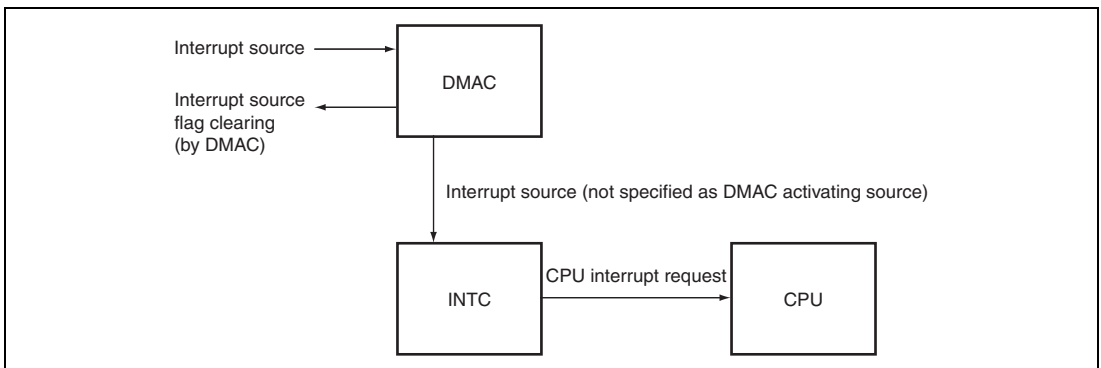 Interrupt source
DMAC
Interrupt source
flag clearing
(by DMAC)
Interrupt source (not specified as DMAC activating source)
CPU interrupt request
INTC
CPU